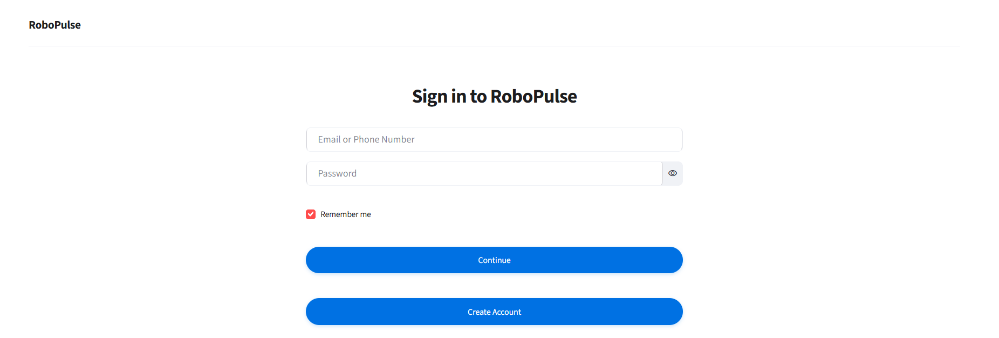 RoboPulse
Sign in to RoboPulse
Email or Phone Number
Password
Remember me
Continue
Create Account